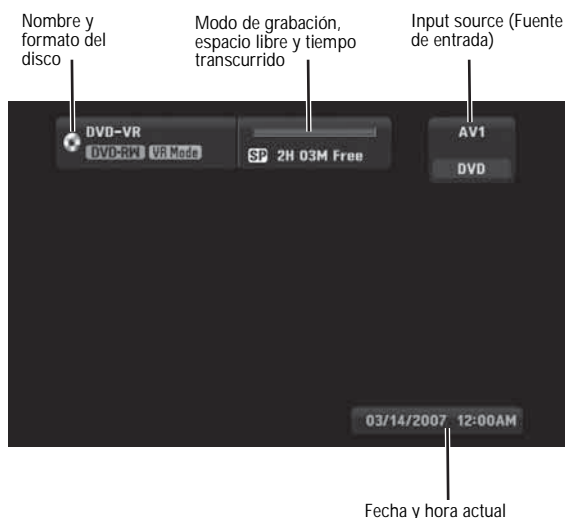 Nombre y
formato del
disco
Modo de grabación,
espacio libre y tiempo
transcurrido
Input source (Fuente
de entrada)
DVD-VR
DVD-RW VR Mode
SP 2H 03M Free
AV1
DVD
03/14/2007 12:00AM
Fecha y hora actual